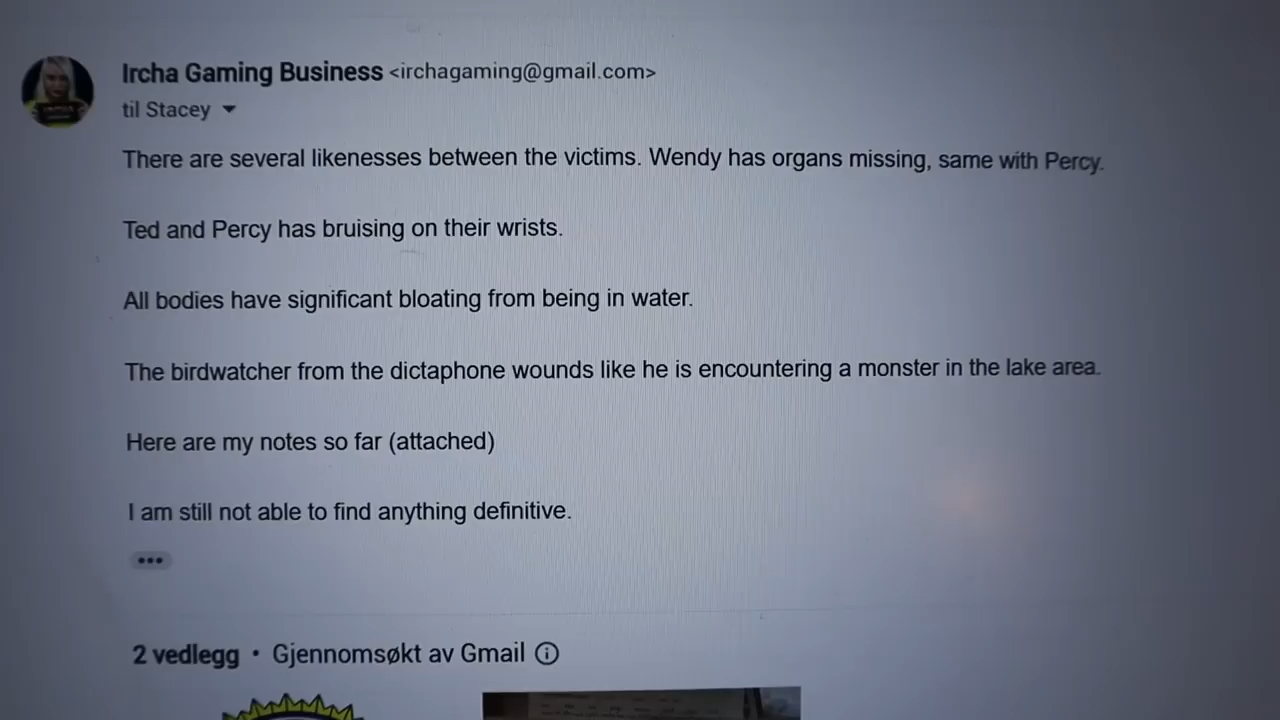 Ircha Gaming Business <irchagaming@gmail.com>
til Stacey
There are several likenesses between the victims. Wendy has organs missing, same with Percy.
Ted and Percy has bruising on their wrists.
All bodies have significant bloating from being in water.
The birdwatcher from the dictaphone wounds like he is encountering a monster in the lake area.
Here are my notes so far (attached)
I am still not able to find anything definitive.
2 vedlegg • Gjennomsøkt av Gmail